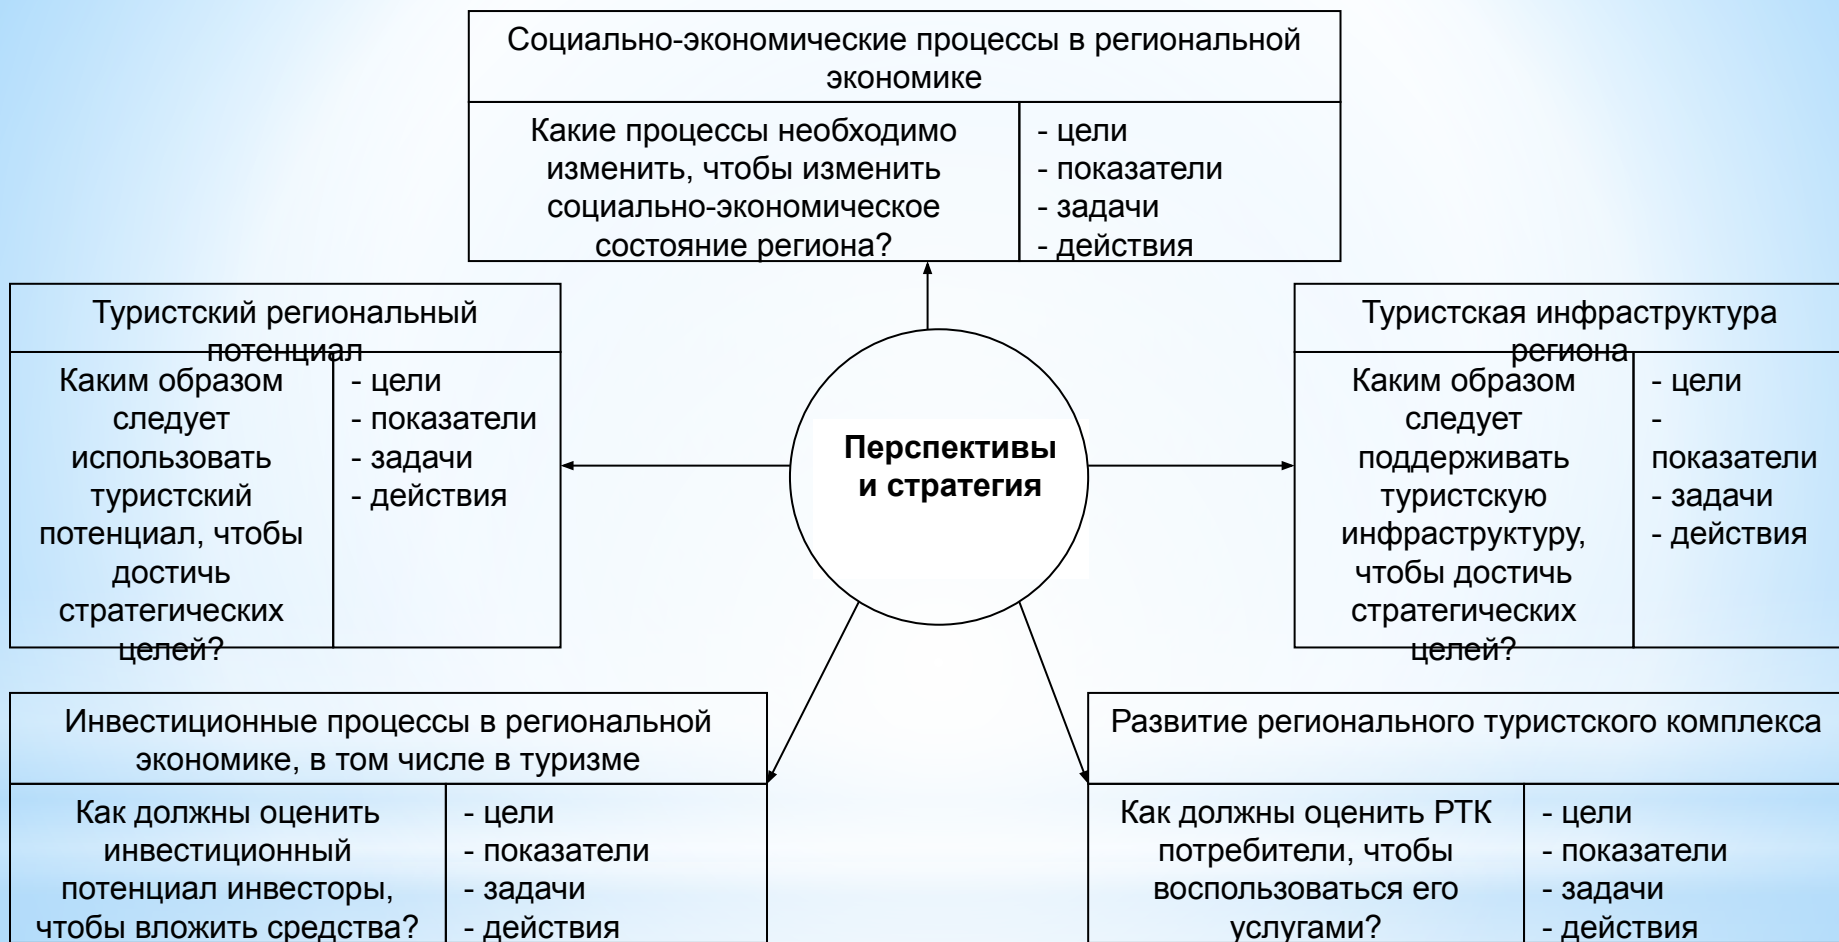 Социально-экономические процессы в региональной
экономике
Какие процессы необходимо
изменить, чтобы изменить
социально-экономическое
состояние региона?
- цели
- показатели
- задачи
- действия
Туристский региональный
потенциал
Каким образом
следует
использовать
туристский
потенциал, чтобы
достичь
стратегических
целей?
- цели
- показатели
- задачи
- действия
Перспективы
и стратегия
Туристская инфраструктура
региона
Каким образом
следует
поддерживать
туристскую
инфраструктуру,
чтобы достичь
стратегических
целей?
- цели
-
показатели
- задачи
- действия
Инвестиционные процессы в региональной
экономике, в том числе в туризме
Как должны оценить
инвестиционный
потенциал инвесторы,
чтобы вложить средства?
- цели
- показатели
- задачи
- действия
Развитие регионального туристского комплекса
Как должны оценить РТК
потребители, чтобы
воспользоваться его
услугами?
- цели
- показатели
- задачи
- действия